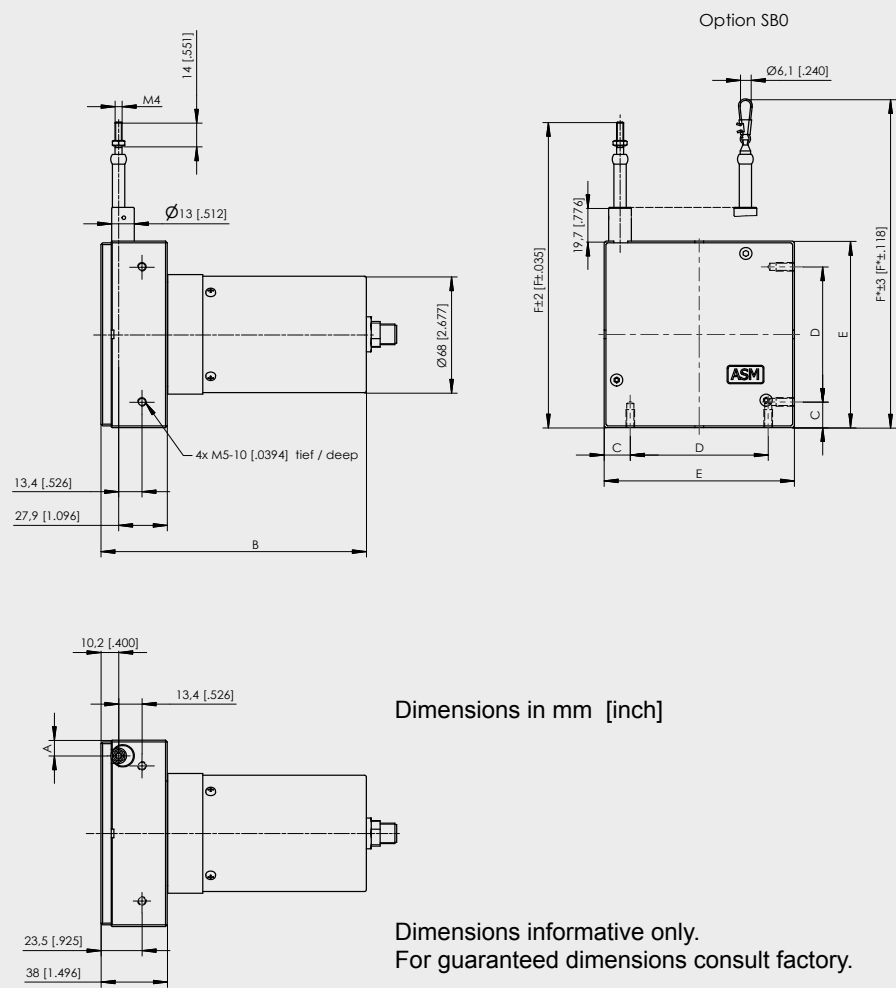 Option SB0
14 [.551]
M4
Ø6,1 [.240]
Ø13 [.512]
19,7 [.776]
F±2 [F±.035]
F*±3 [F*±.118]
Ø68 [2.677]
D
E
ASM
C
C
D
E
4x M5-10 [.0394] tief / deep
13,4 [.526]
27,9 [1.096]
B
10,2 [.400]
13,4 [.526]
A
Dimensions in mm [inch]
23,5 [.925]
38 [1.496]
Dimensions informative only.
For guaranteed dimensions consult factory.